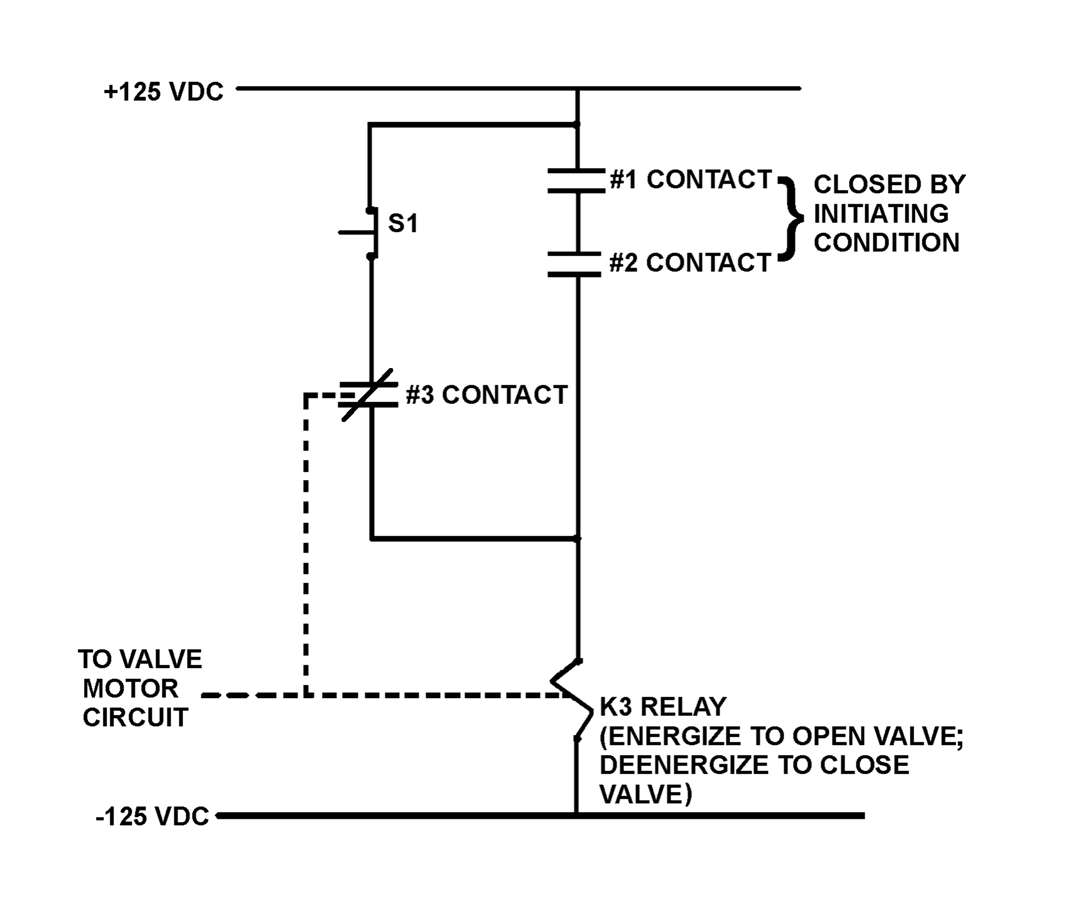 +125 VDC
#1 CONTACT
CLOSED BY
INITIATING
CONDITION
S1
#2 CONTACT
#3 CONTACT
TO VALVE
MOTOR
CIRCUIT
K3 RELAY
(ENERGIZE TO OPEN VALVE;
DEENERGIZE TO CLOSE
VALVE)
-125 VDC